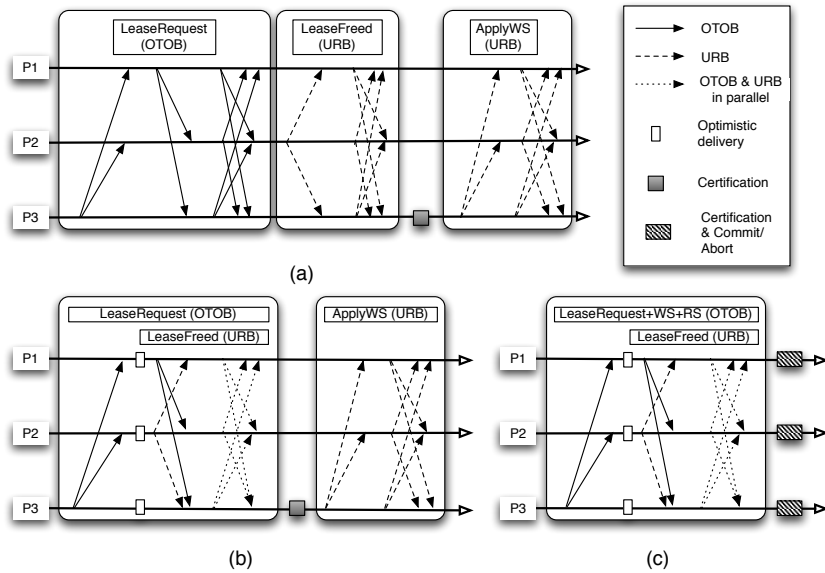 LeaseRequest
(OTOB)
LeaseFreed
(URB)
ApplyWS
(URB)
P1
P2
P3
(a)
OTOB
URB
OTOB & URB
in parallel
Optimistic
delivery
Certification
Certification
& Commit/
Abort
LeaseRequest (OTOB)
LeaseFreed (URB)
ApplyWS (URB)
P1
P2
P3
(b)
LeaseRequest+WS+RS (OTOB)
LeaseFreed (URB)
P1
P2
P3
(c)